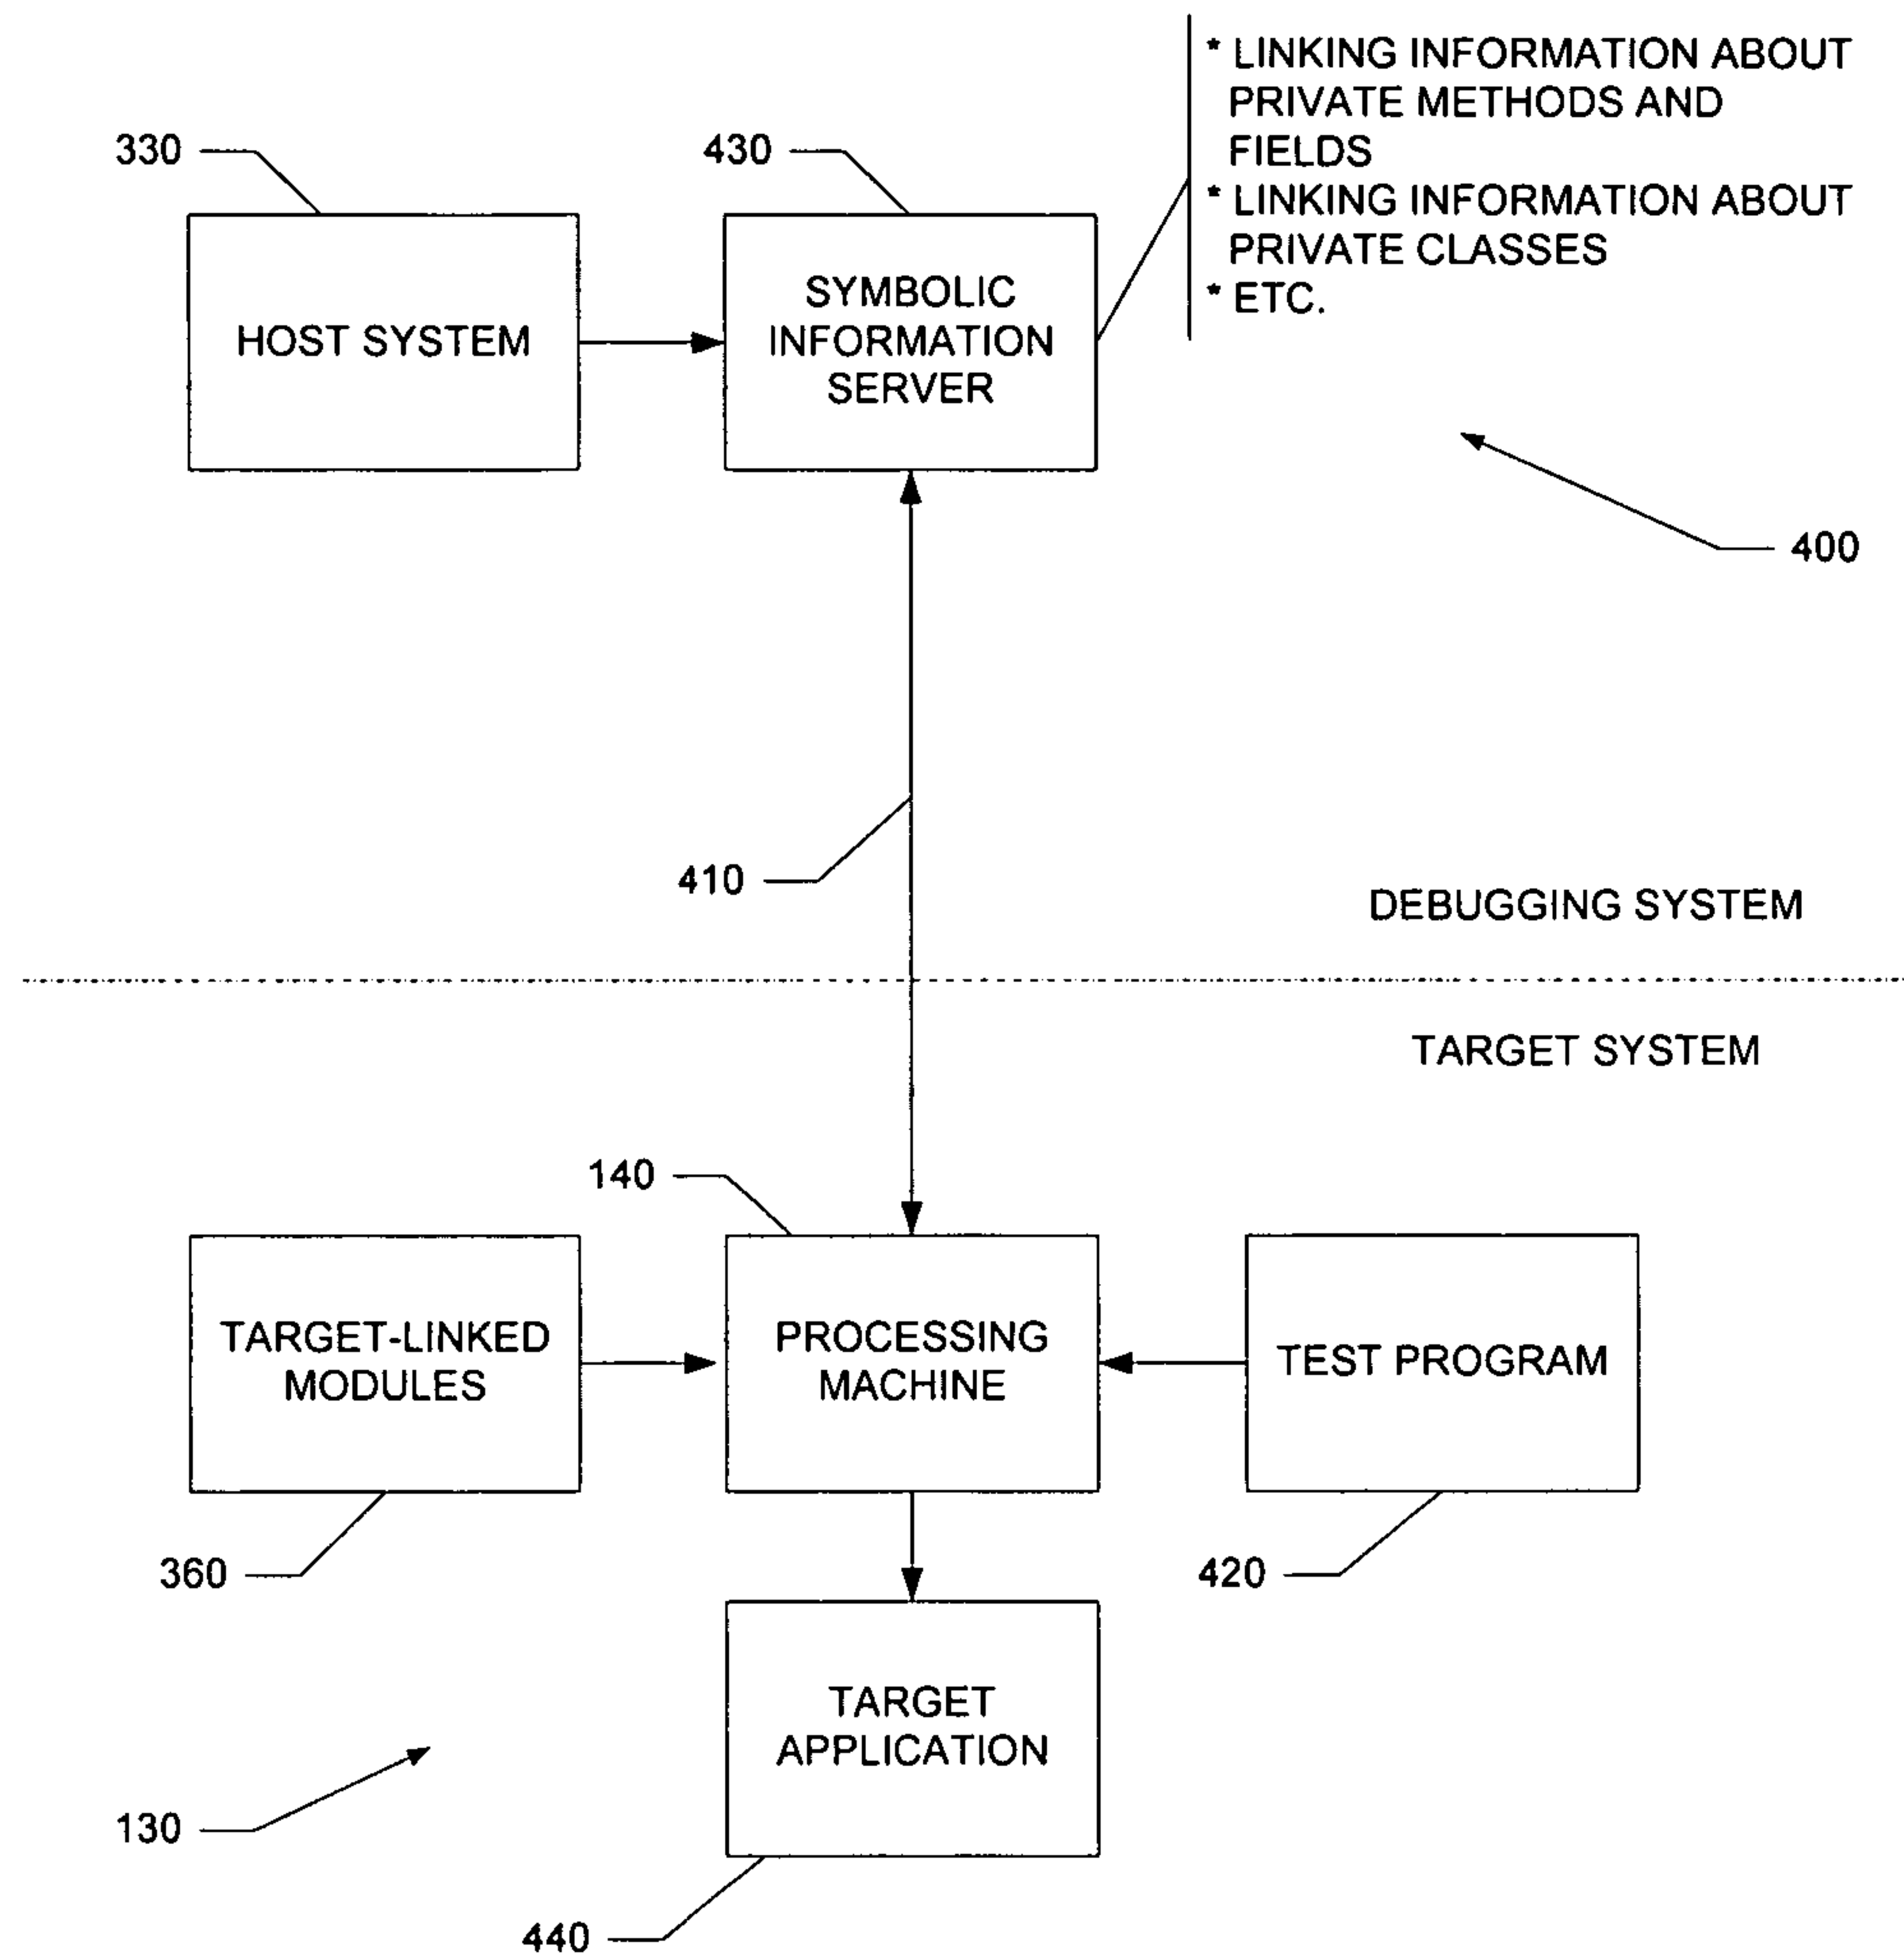 * LINKING INFORMATION ABOUT
PRIVATE METHODS AND
FIELDS
* LINKING INFORMATION ABOUT
PRIVATE CLASSES
* ETC.
330
430
HOST SYSTEM
SYMBOLIC
INFORMATION
SERVER
400
410
DEBUGGING SYSTEM
TARGET SYSTEM
140
TARGET-LINKED
MODULES
PROCESSING
MACHINE
TEST PROGRAM
360
420
TARGET
APPLICATION
130
440